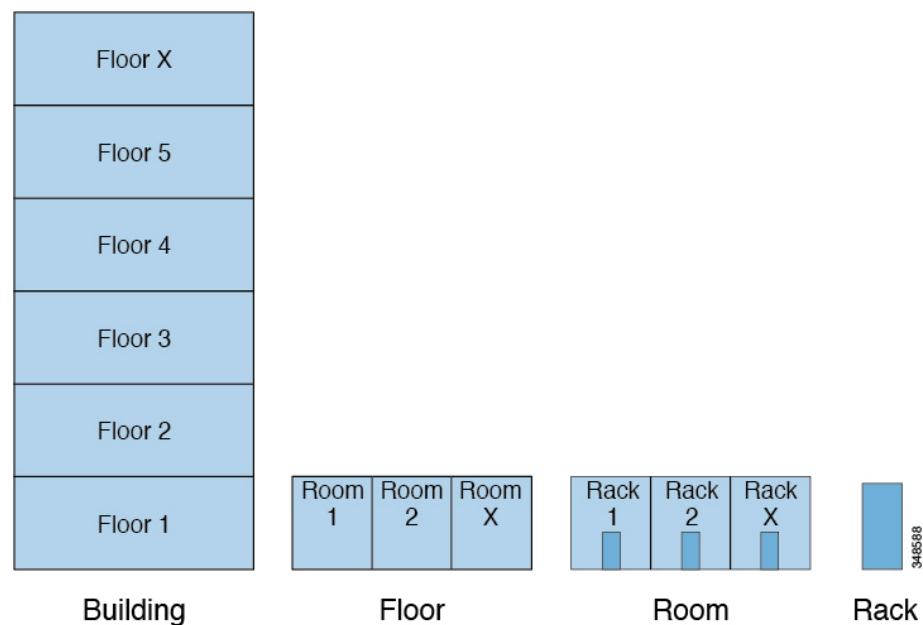 Floor X
Floor 5
Floor 4
Floor 3
Floor 2
Floor 1
Building
Room
1
Room
2
Room
X
Floor
Rack
1
Rack
2
Rack
X
Room
Rack
348588